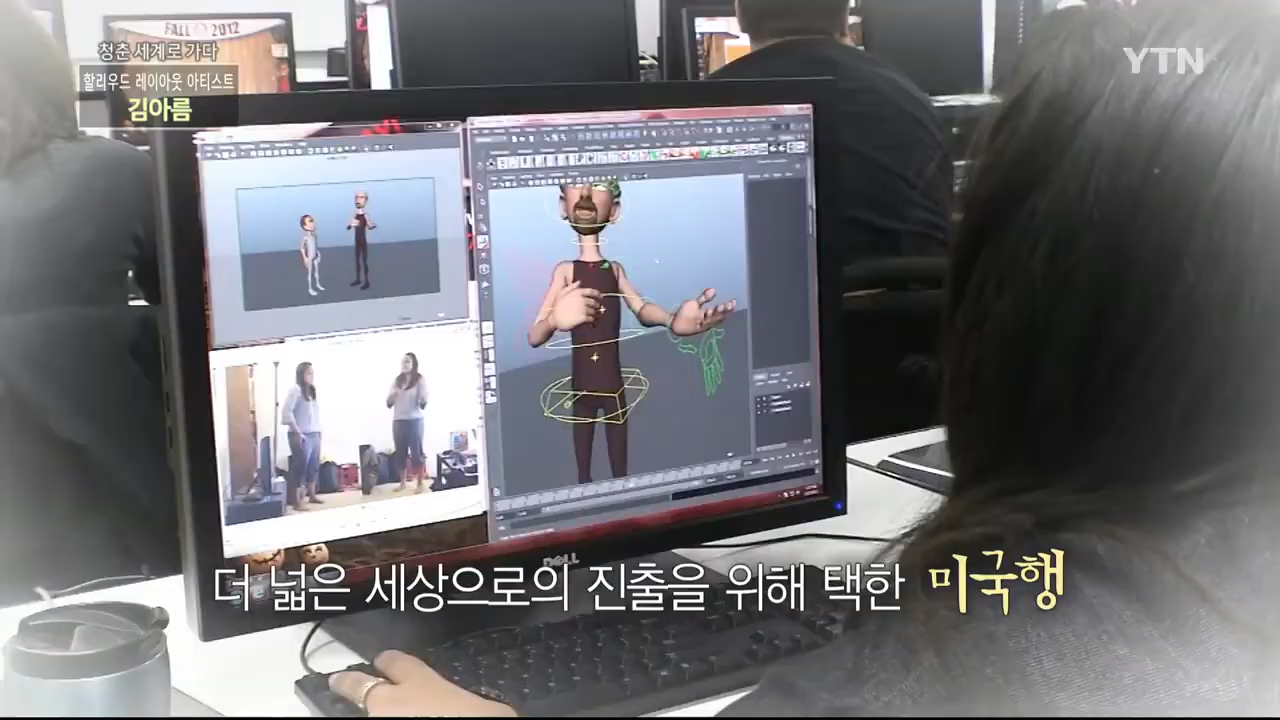 FALL 2012
청춘 세계로 가다
YTN
할리우드 레이아웃 아티스트
김아름
DELL
더 넓은 세상으로의 진출을 위해 택한 미국행